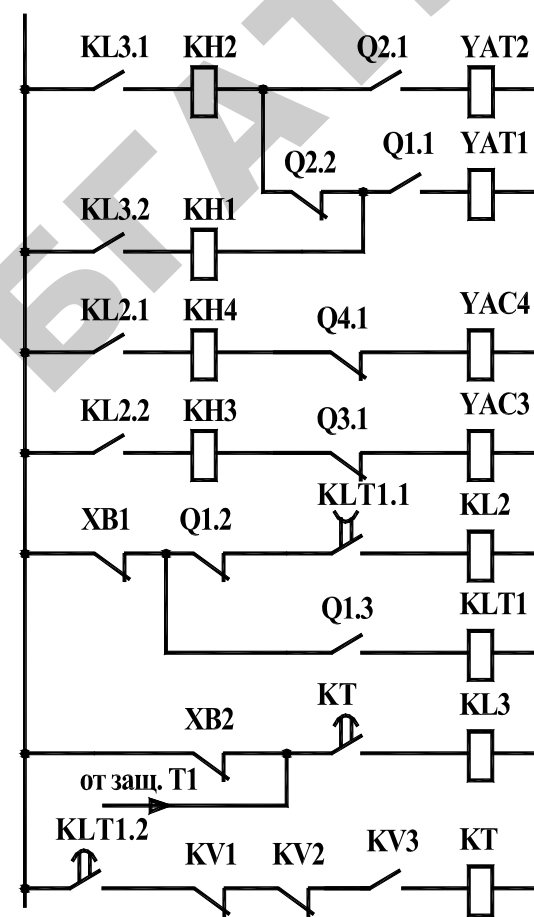 KL3.1 KH2 Q2.1 YAT2
Q2.2 Q1.1 YAT1
KL3.2 KH1
KL2.1 KH4 Q4.1 YAC4
KL2.2 KH3 Q3.1 YAC3
XB1 Q1.2 KLT1.1 KL2
Q1.3 KLT1
XB2 KT KL3
от защ. Т1
KLT1.2 KV1 KV2 KV3 KT
БГАТ